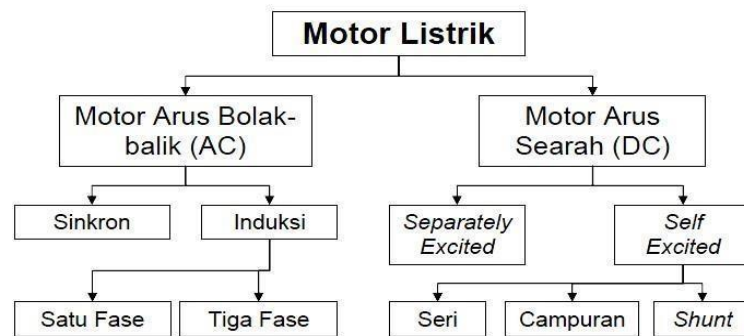 Motor Listrik
Motor Arus Bolak-
balik (AC)
Motor Arus
Searah (DC)
Sinkron
Induksi
Separately
Excited
Self
Excited
Satu Fase
Tiga Fase
Seri
Campuran
Shunt